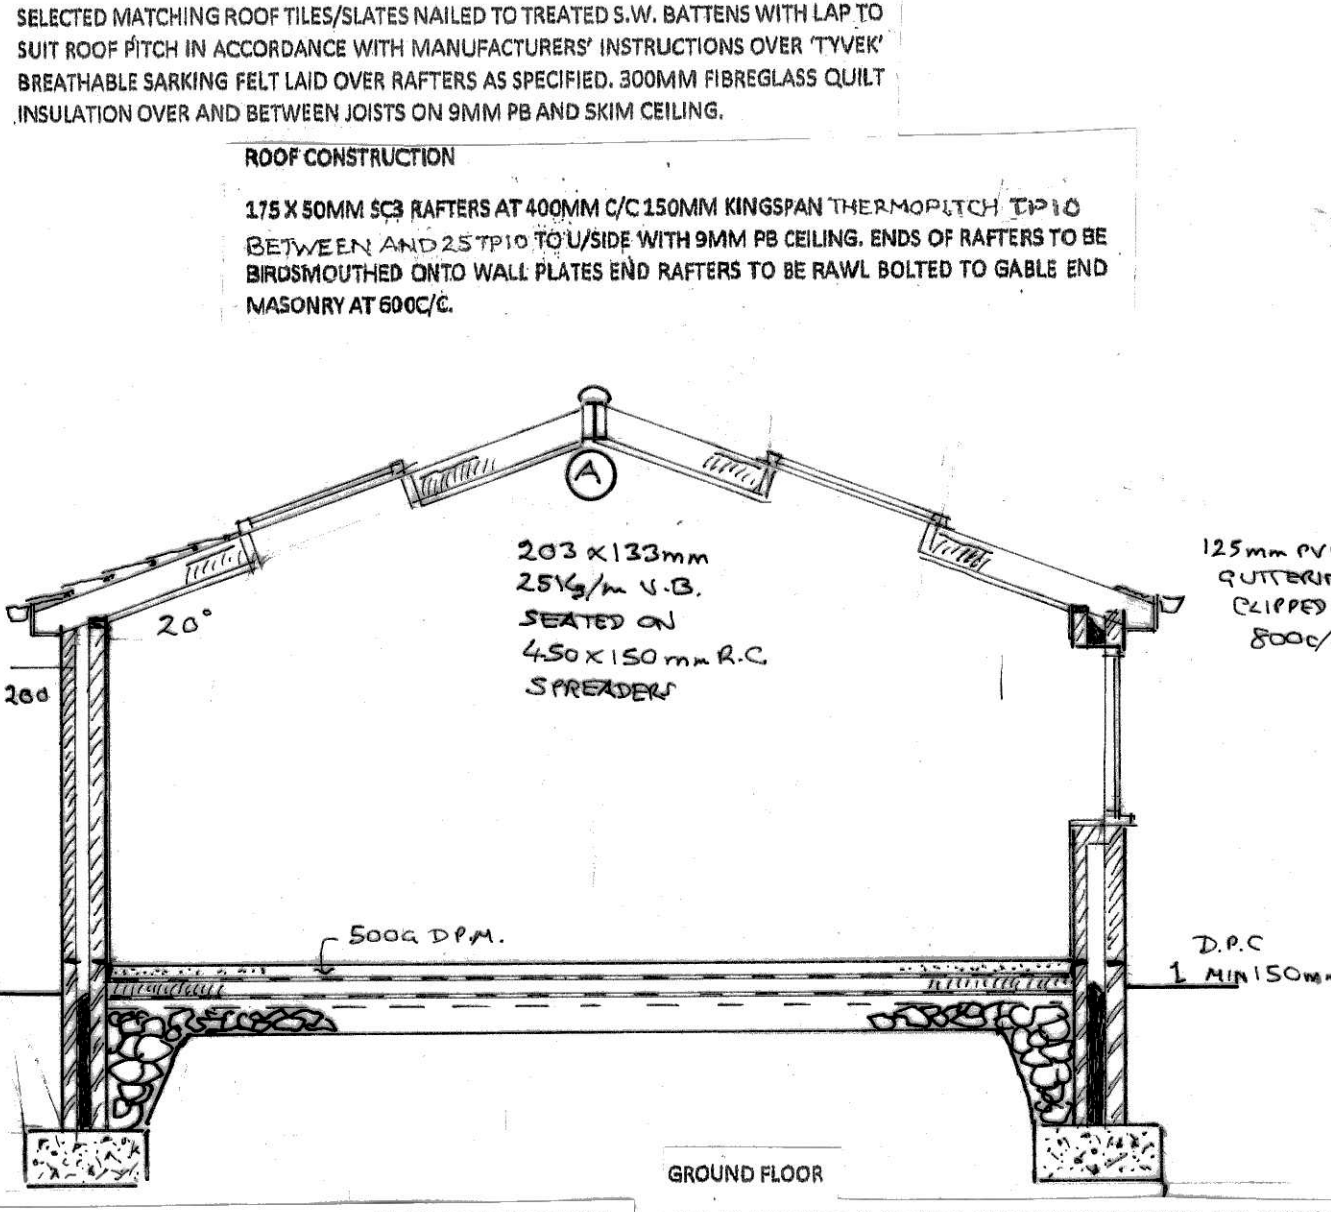 SELECTED MATCHING ROOF TILES/SLATES NAILED TO TREATED S.W. BATTENS WITH LAP TO
SUIT ROOF PITCH IN ACCORDANCE WITH MANUFACTURERS' INSTRUCTIONS OVER 'TYVEK'
BREATHABLE SARKING FELT LAID OVER RAFTERS AS SPECIFIED. 300MM FIBREGLASS QUILT
INSULATION OVER AND BETWEEN JOISTS ON 9MM PB AND SKIM CEILING.
ROOF CONSTRUCTION
175 X 50MM SC3 RAFTERS AT 400MM C/C 150MM KINGSPAN THERMOPITCH TP10
BETWEEN AND 25 TP10 TO U/SIDE WITH 9MM PB CEILING. ENDS OF RAFTERS TO BE
BIRDSMOUTHED ONTO WALL PLATES END RAFTERS TO BE RAWL BOLTED TO GABLE END
MASONRY AT 600C/C.
A
203 x 133mm
25Kg/m U.B.
SEATED ON
450 x 150mm R.C.
SPREADERS
125mm PV
GUTTERIN
CLIPPED
800c/
20°
200
500G D.P.M.
D.P.C
1 MIN 150mm
GROUND FLOOR